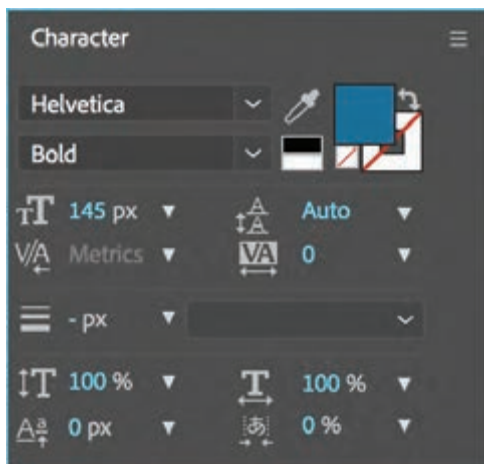 Character
Helvetica
Bold
145 px Auto
Metrics 0
- px
100 % 100 %
0 px 0 %